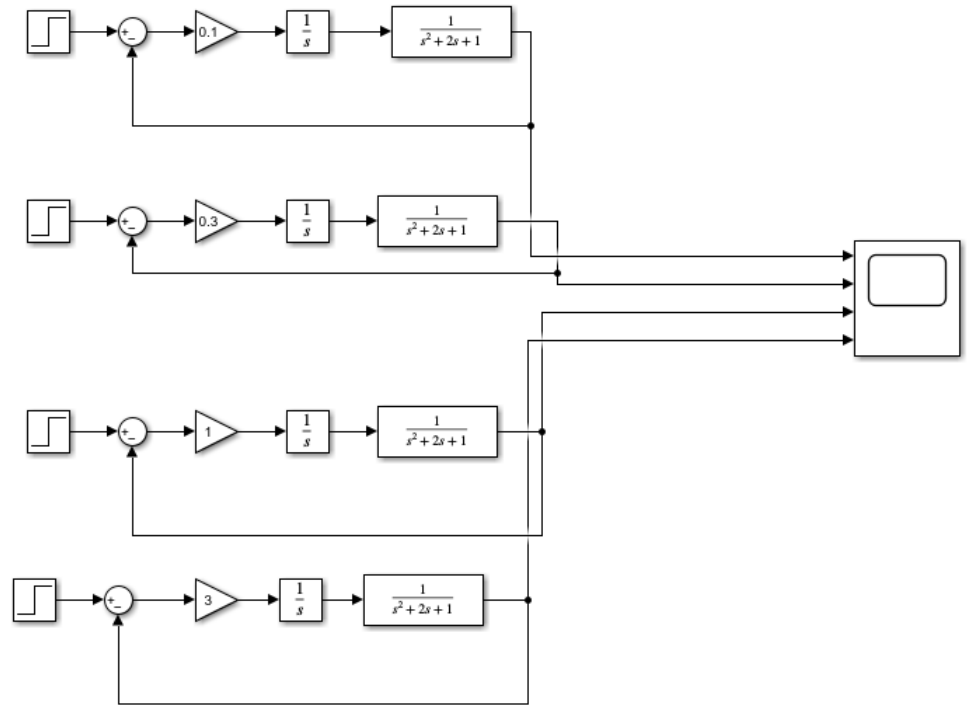 +_ 0.1 1/s 1/(s² + 2s + 1)
+_ 0.3 1/s 1/(s² + 2s + 1)
+_ 1 1/s 1/(s² + 2s + 1)
+_ 3 1/s 1/(s² + 2s + 1)